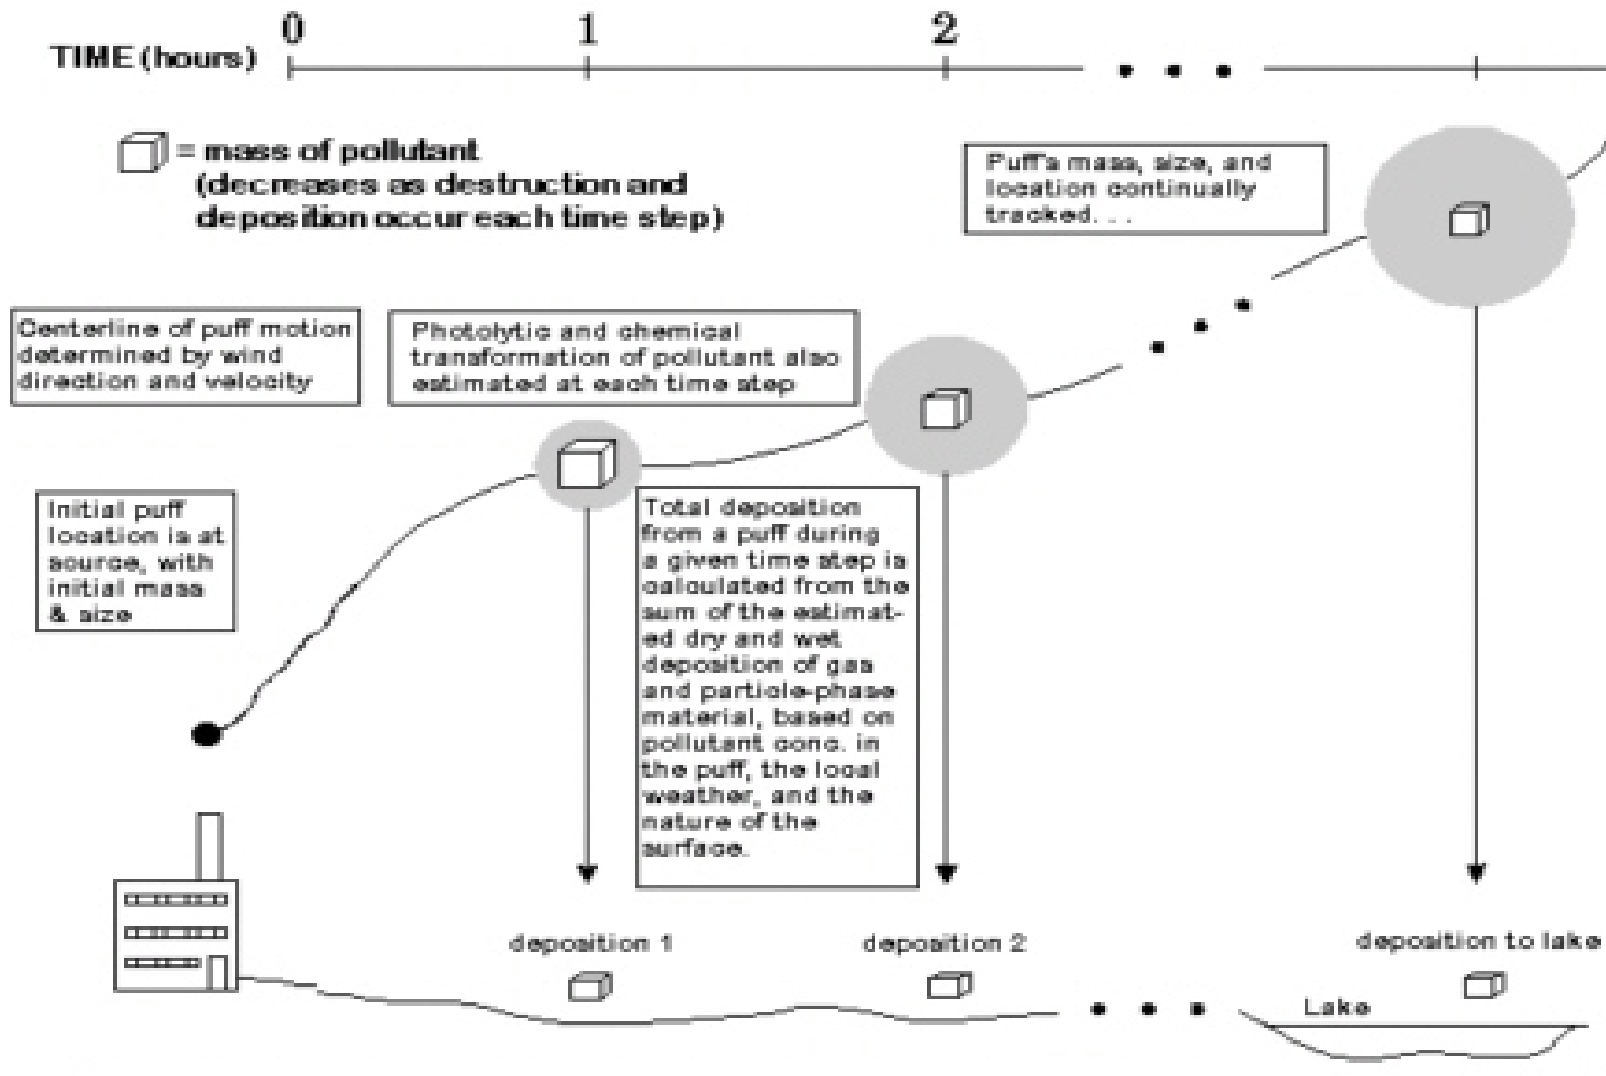 0 1 2
TIME (hours)
= mass of pollutant
(decreases as destruction and
deposition occur each time step)
Puff's mass, size, and
location continually
tracked. . .
Centerline of puff motion
determined by wind
direction and velocity
Photolytic and chemical
transformation of pollutant also
estimated at each time step
Initial puff
location is at
source, with
initial mass
& size
Total deposition
from a puff during
a given time step is
calculated from the
sum of the estimat-
ed dry and wet
deposition of gas
and particle-phase
material, based on
pollutant conc. in
the puff, the local
weather, and the
nature of the
surface.
deposition 1
deposition 2
deposition to lake
Lake